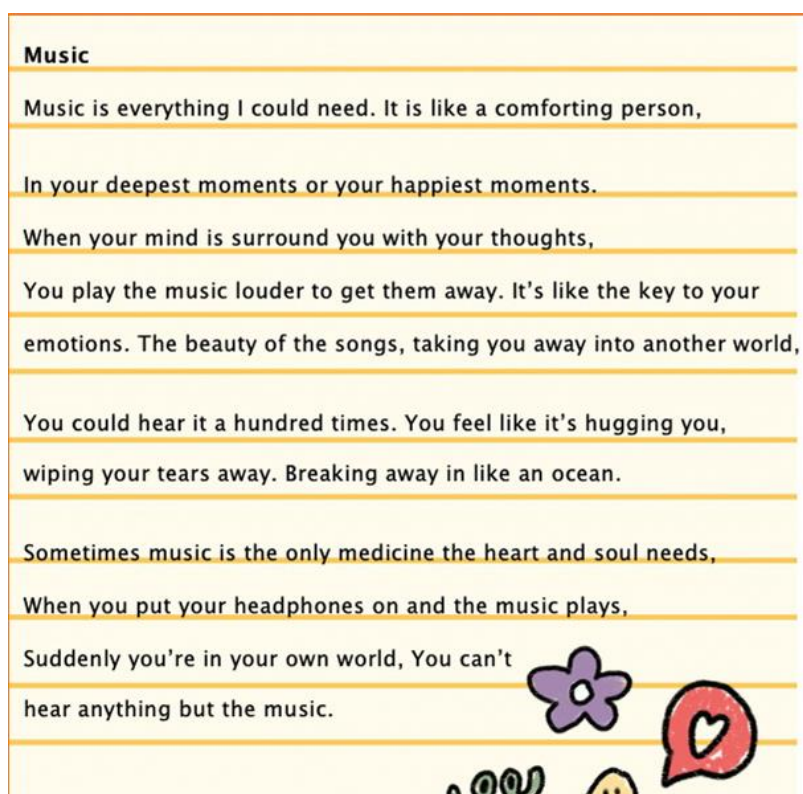 Music
Music is everything I could need. It is like a comforting person,
In your deepest moments or your happiest moments.
When your mind is surround you with your thoughts,
You play the music louder to get them away. It’s like the key to your
emotions. The beauty of the songs, taking you away into another world,
You could hear it a hundred times. You feel like it’s hugging you,
wiping your tears away. Breaking away in like an ocean.
Sometimes music is the only medicine the heart and soul needs,
When you put your headphones on and the music plays,
Suddenly you’re in your own world, You can’t
hear anything but the music.